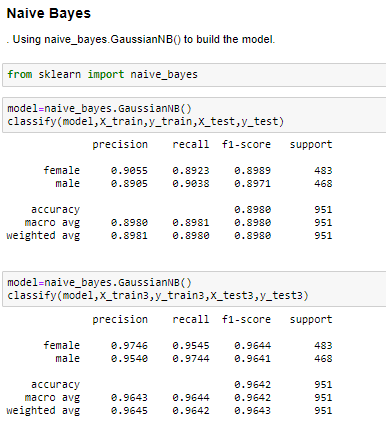 Naive Bayes
. Using naive_bayes.GaussianNB() to build the model.
from sklearn import naive_bayes
model=naive_bayes.GaussianNB()
classify(model,X_train,y_train,X_test,y_test)
precision recall f1-score support
female 0.9055 0.8923 0.8989 483
male 0.8905 0.9038 0.8971 468
accuracy 0.8980 951
macro avg 0.8980 0.8981 0.8980 951
weighted avg 0.8981 0.8980 0.8980 951
model=naive_bayes.GaussianNB()
classify(model,X_train3,y_train3,X_test3,y_test3)
precision recall f1-score support
female 0.9746 0.9545 0.9644 483
male 0.9540 0.9744 0.9641 468
accuracy 0.9642 951
macro avg 0.9643 0.9644 0.9642 951
weighted avg 0.9645 0.9642 0.9643 951